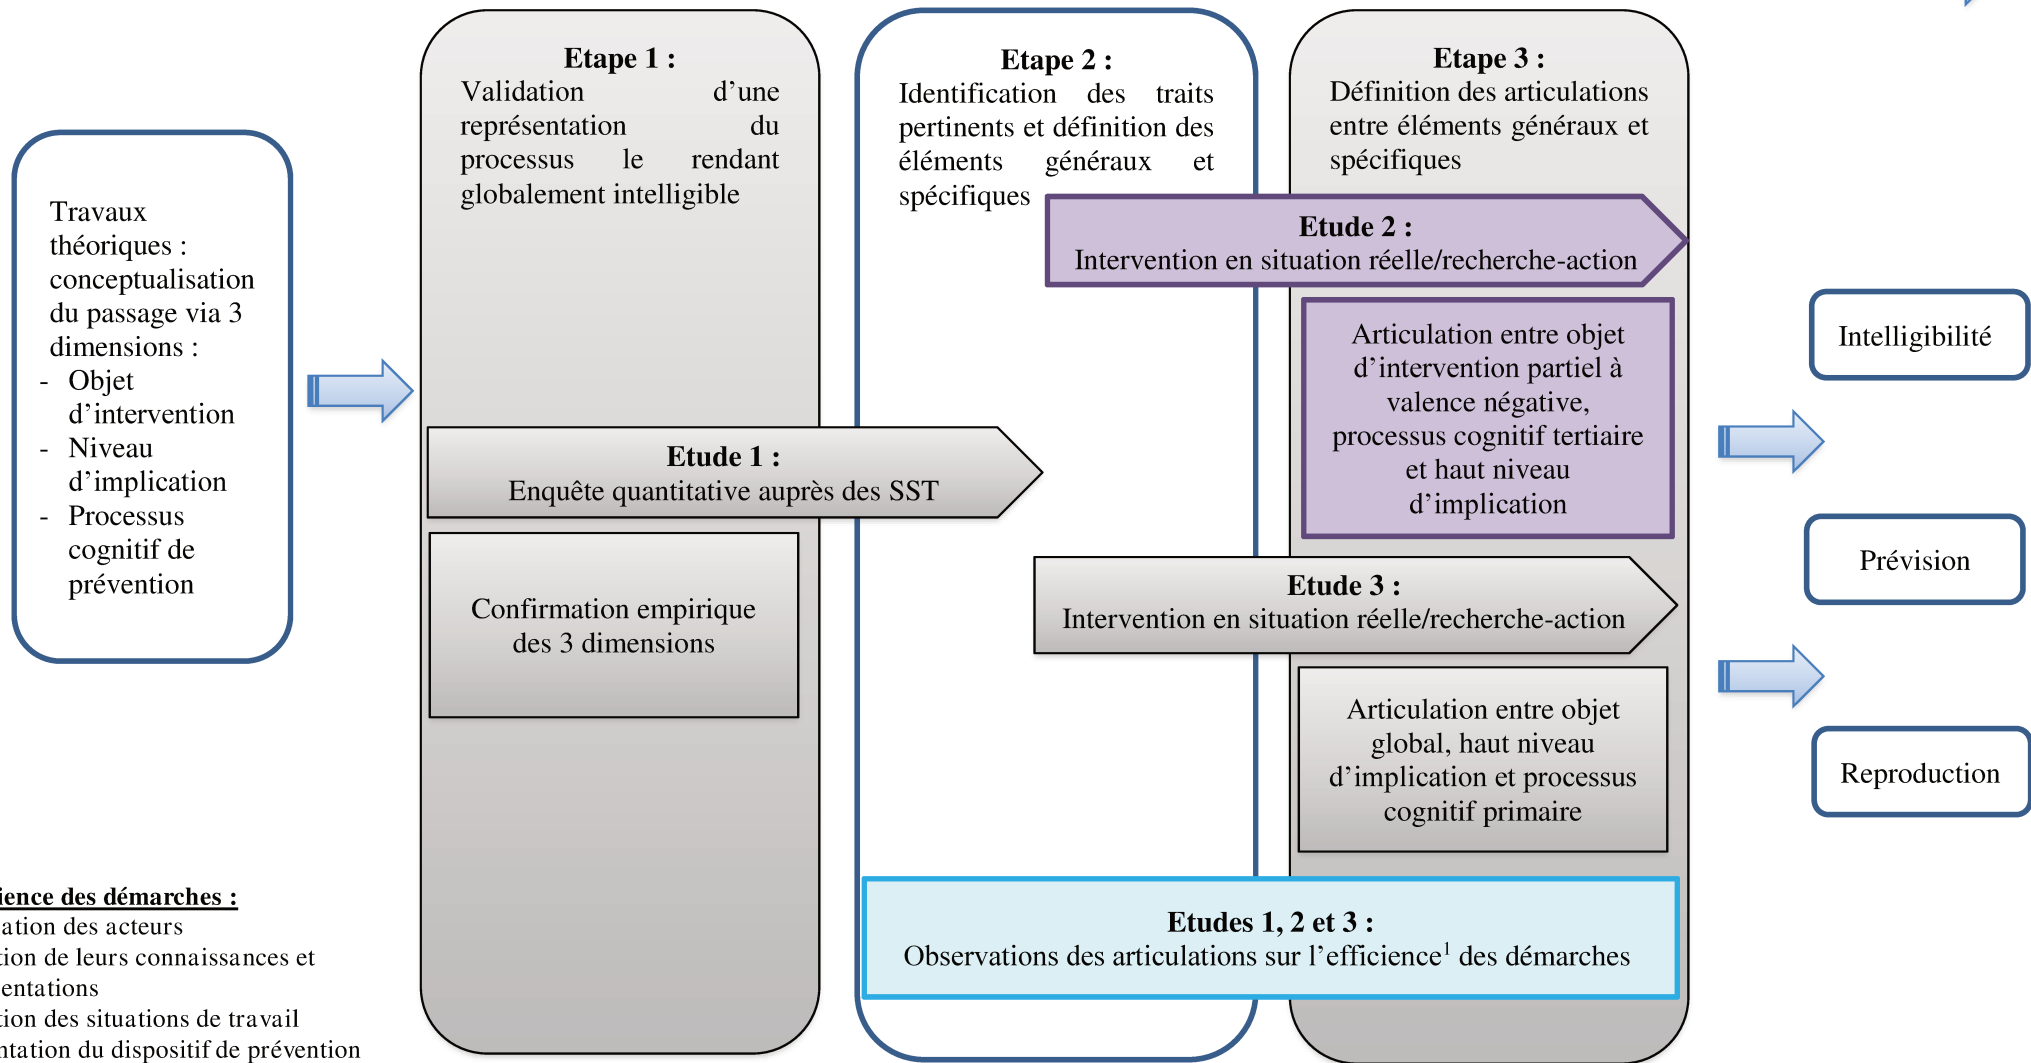 Travaux
théoriques :
conceptualisation
du passage via 3
dimensions :
- Objet
d’intervention
- Niveau
d’implication
- Processus
cognitif de
prévention
Etape 1 :
Validation d’une
représentation du
processus le rendant
globalement intelligible
Etude 1 :
Enquête quantitative auprès des SST
Confirmation empirique
des 3 dimensions
Etape 2 :
Identification des traits
pertinents et définition des
éléments généraux et
spécifiques
Etape 3 :
Définition des articulations
entre éléments généraux et
spécifiques
Etude 2 :
Intervention en situation réelle/recherche-action
Articulation entre objet
d’intervention partiel à
valence négative,
processus cognitif tertiaire
et haut niveau
d’implication
Etude 3 :
Intervention en situation réelle/recherche-action
Articulation entre objet
global, haut niveau
d’implication et processus
cognitif primaire
Etudes 1, 2 et 3 :
Observations des articulations sur l’efficience¹ des démarches
Intelligibilité
Prévision
Reproduction
des démarches :
des acteurs
de leurs connaissances et
des situations de travail
du dispositif de prévention